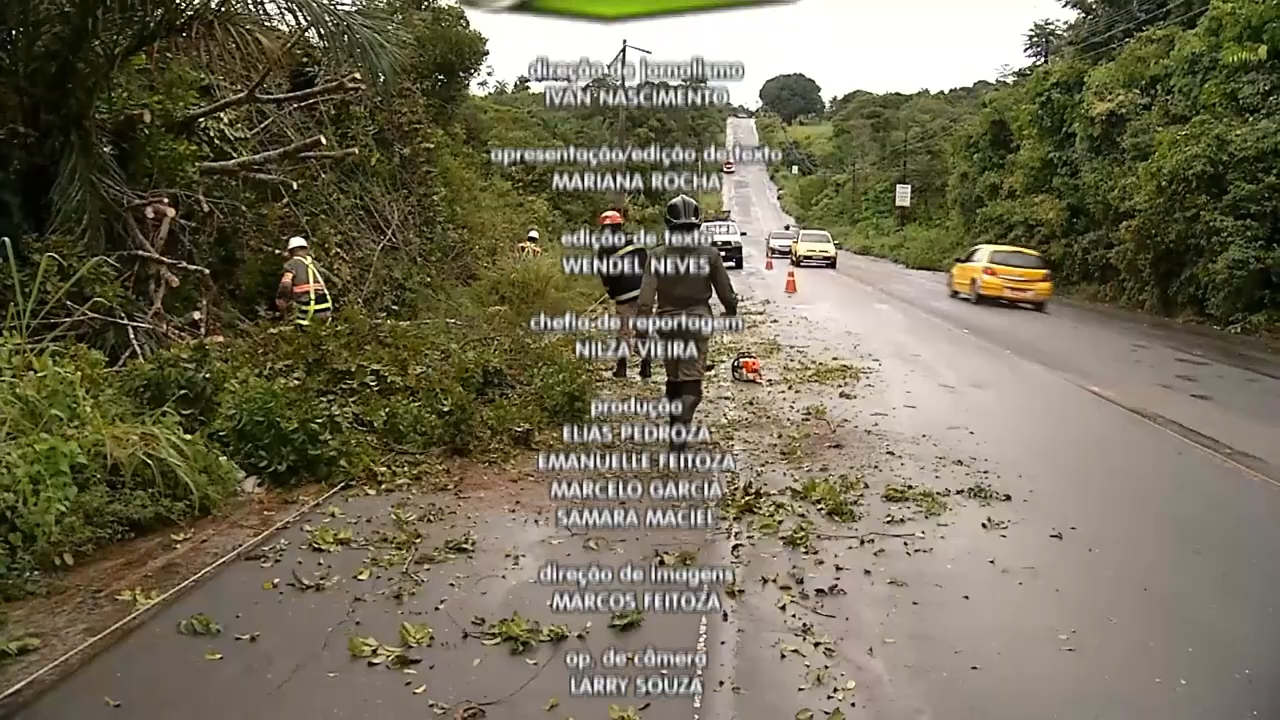 direção de jornalismo
IVAN NASCIMENTO
apresentação/edição de texto
MARIANA ROCHA
edição de texto
WENDEL NEVES
chefia de reportagem
NILZA VIEIRA
produção
ELIAS PEDROZA
EMANUELLE FEITOZA
MARCELO GARCIA
SAMARA MACIEL
direção de imagens
MARCOS FEITOZA
op. de câmera
LARRY SOUZA